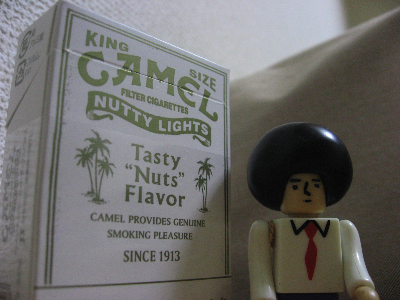 KING SIZE
CAMEL
FILTER CIGARETTES
NUTTY LIGHTS
Tasty
"Nuts"
Flavor
CAMEL PROVIDES GENUINE
SMOKING PLEASURE
SINCE 1913